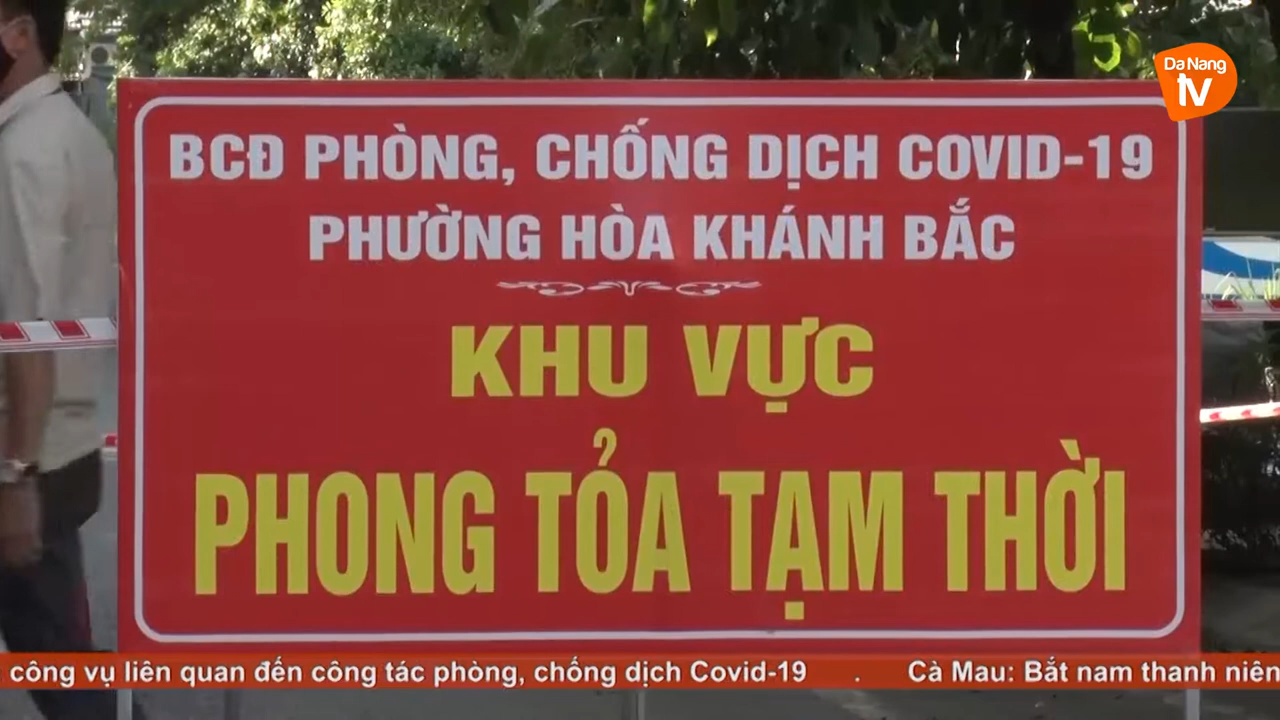 Da Nang
tv
BCĐ PHÒNG, CHỐNG DỊCH COVID-19
PHƯỜNG HÒA KHÁNH BẮC
KHU VỰC
PHONG TỎA TẠM THỜI
công vụ liên quan đến công tác phòng, chống dịch Covid-19 . Cà Mau: Bắt nam thanh niên